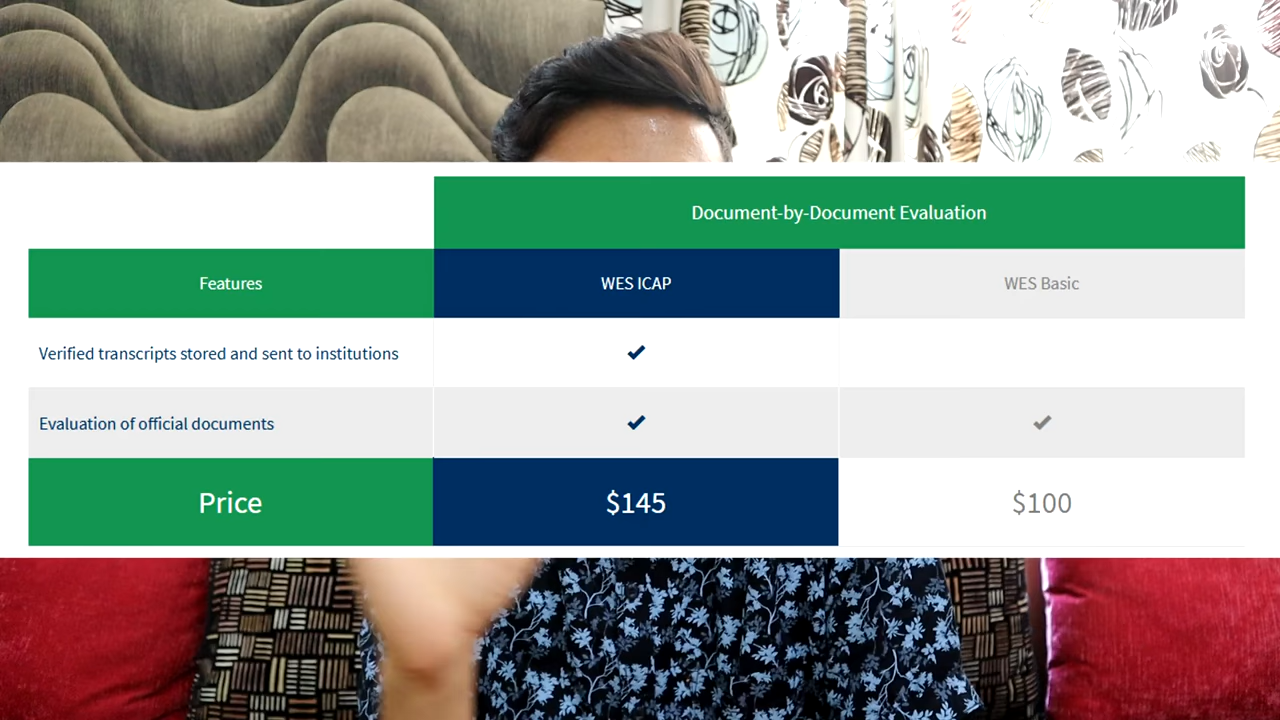 Document-by-Document Evaluation
Features WES ICAP WES Basic
Verified transcripts stored and sent to institutions ✔
Evaluation of official documents ✔ ✔
Price $145 $100